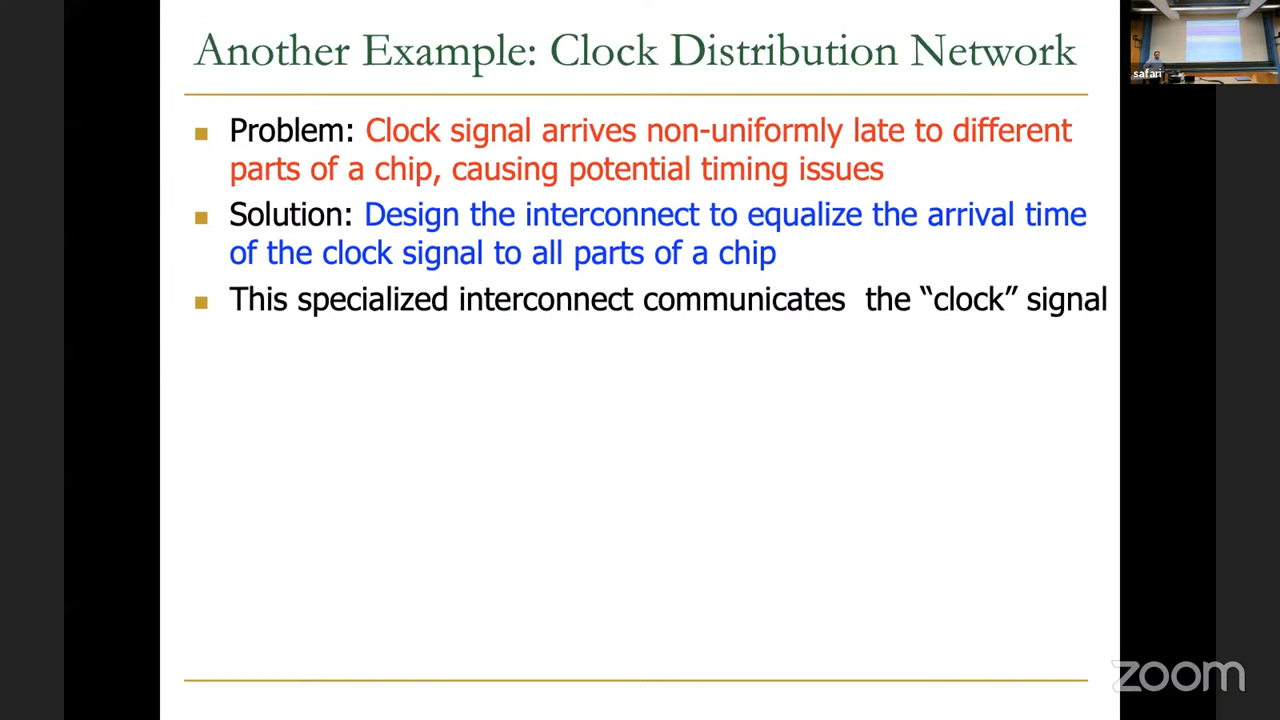 Another Example: Clock Distribution Network
Problem: Clock signal arrives non-uniformly late to different
parts of a chip, causing potential timing issues
Solution: Design the interconnect to equalize the arrival time
of the clock signal to all parts of a chip
This specialized interconnect communicates  the “clock” signal
safari
zoom